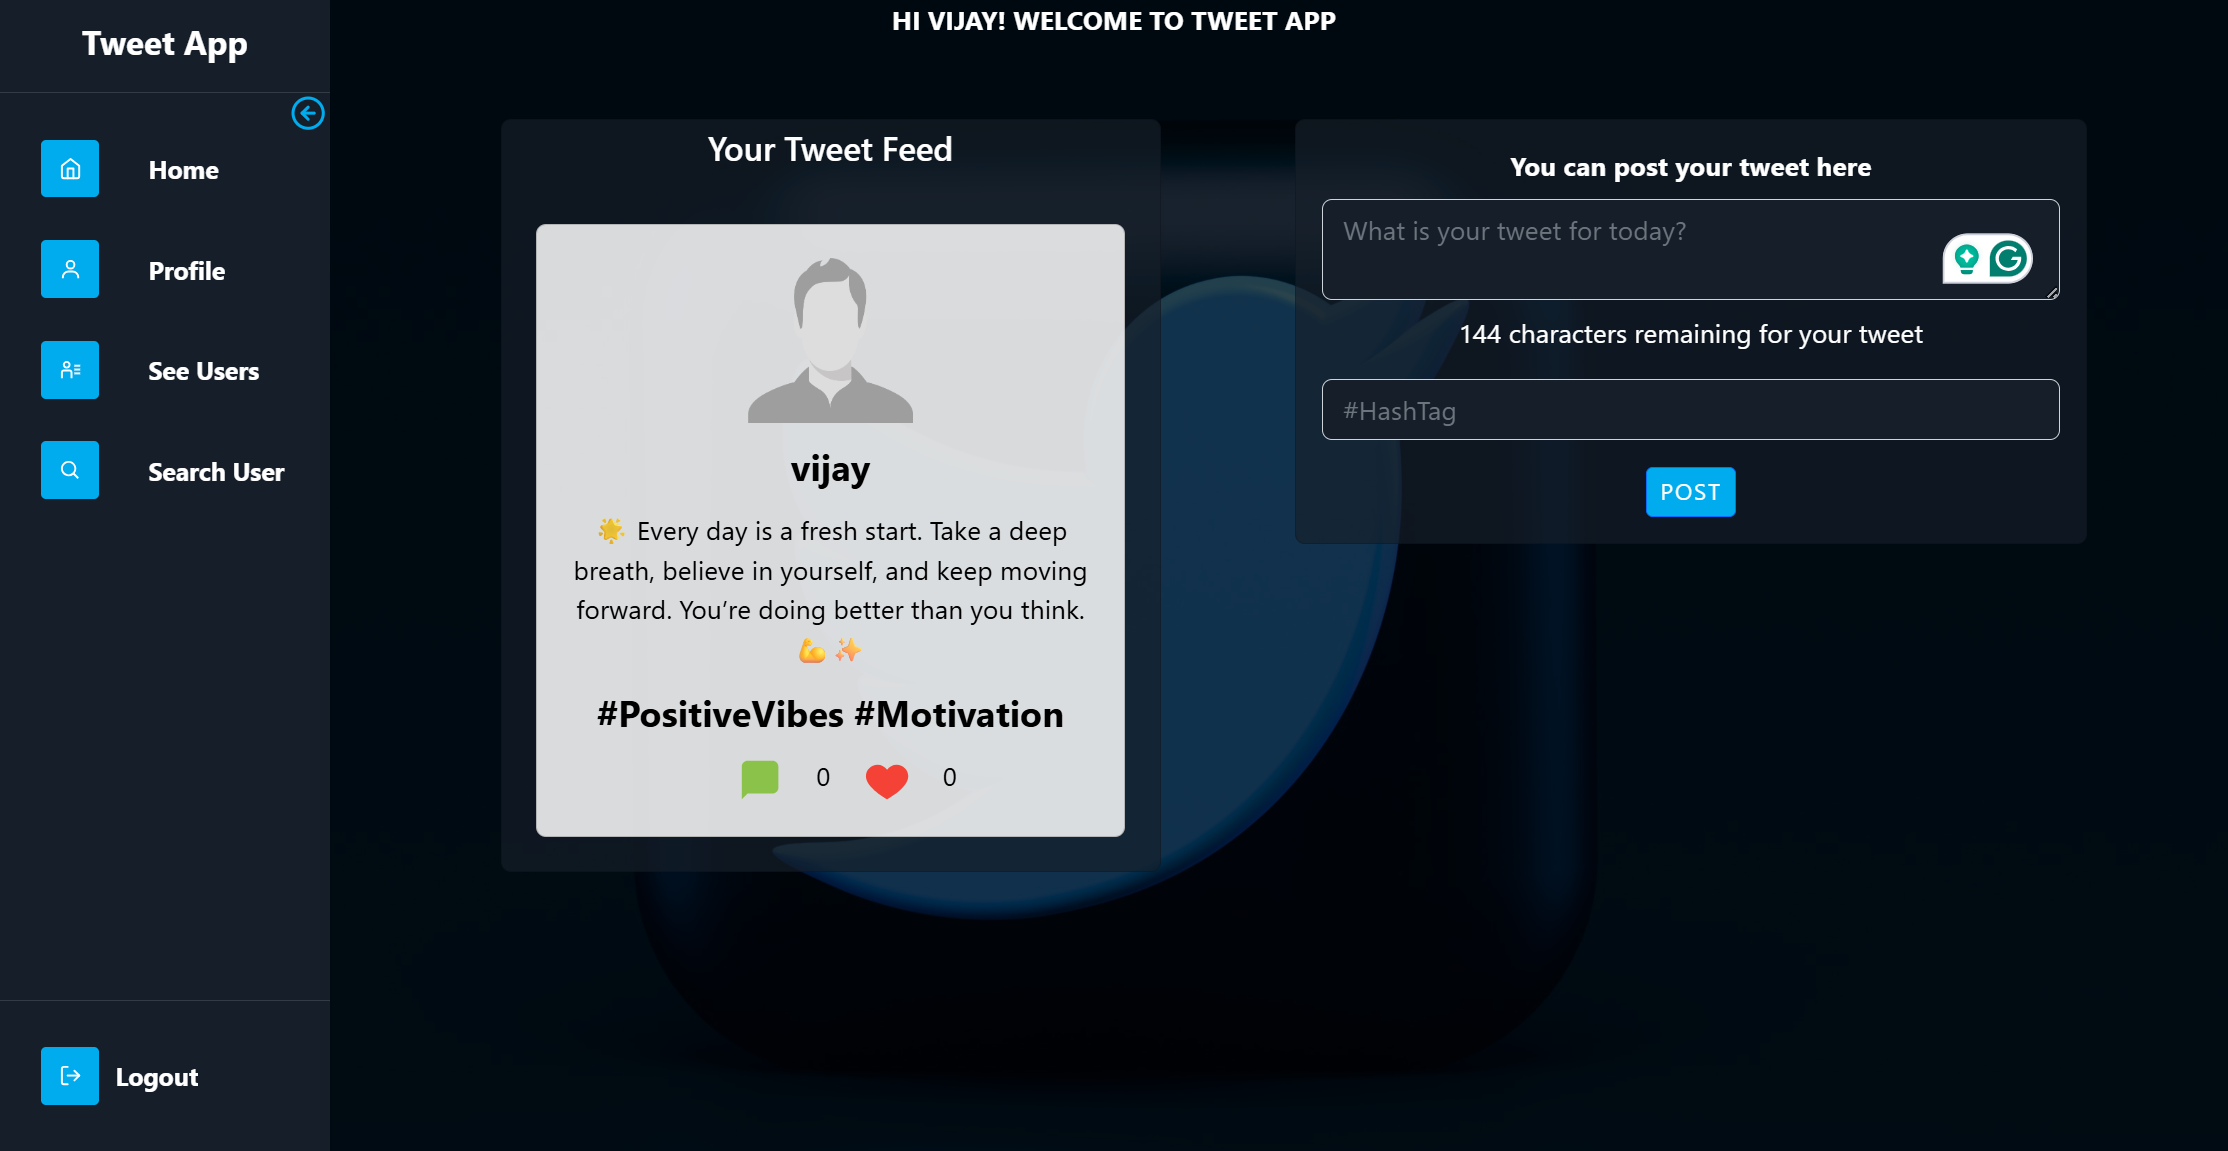 Tweet App
Home
Profile
See Users
Search User
Logout
HI VIJAY! WELCOME TO TWEET APP
Your Tweet Feed
vijay
🌟 Every day is a fresh start. Take a deep
breath, believe in yourself, and keep moving
forward. You’re doing better than you think.
💪✨
#PositiveVibes #Motivation
0 0
You can post your tweet here
What is your tweet for today?
144 characters remaining for your tweet
#HashTag
POST